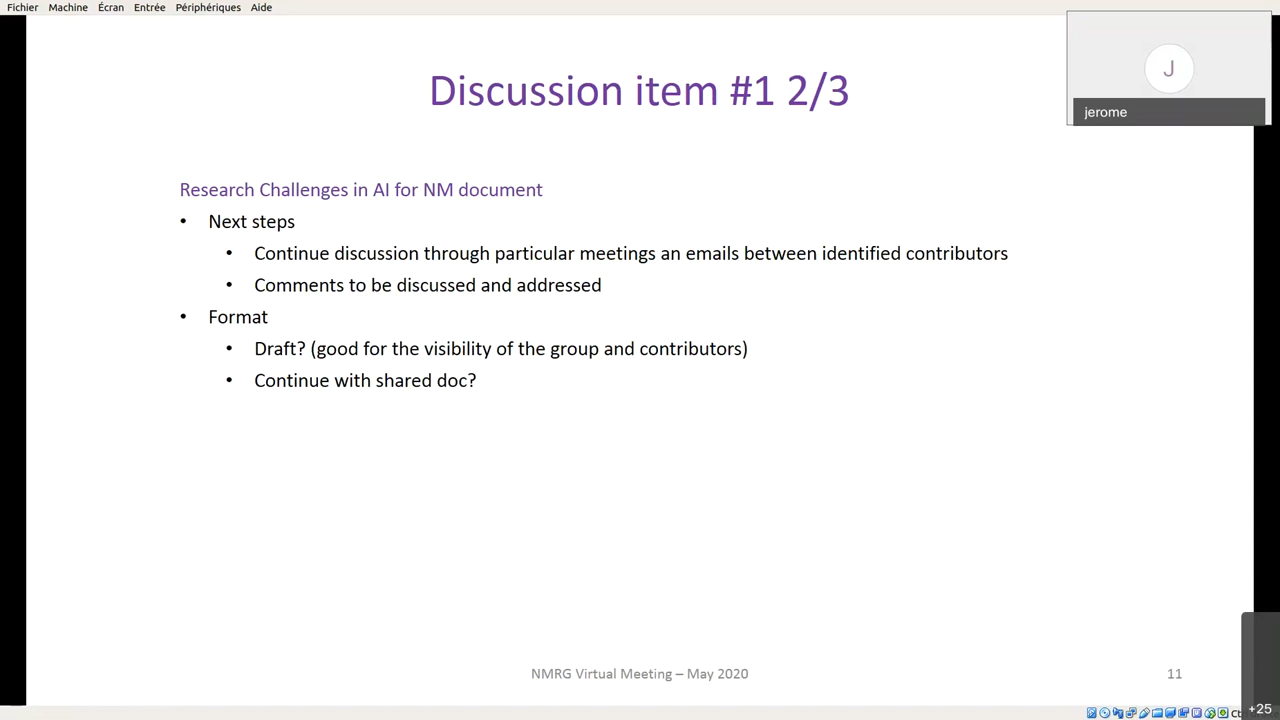 Fichier Machine Écran Entrée Périphériques Aide
J
jerome
Discussion item #1 2/3
Research Challenges in AI for NM document
• Next steps
• Continue discussion through particular meetings an emails between identified contributors
• Comments to be discussed and addressed
• Format
• Draft? (good for the visibility of the group and contributors)
• Continue with shared doc?
NMRG Virtual Meeting – May 2020
11
+25